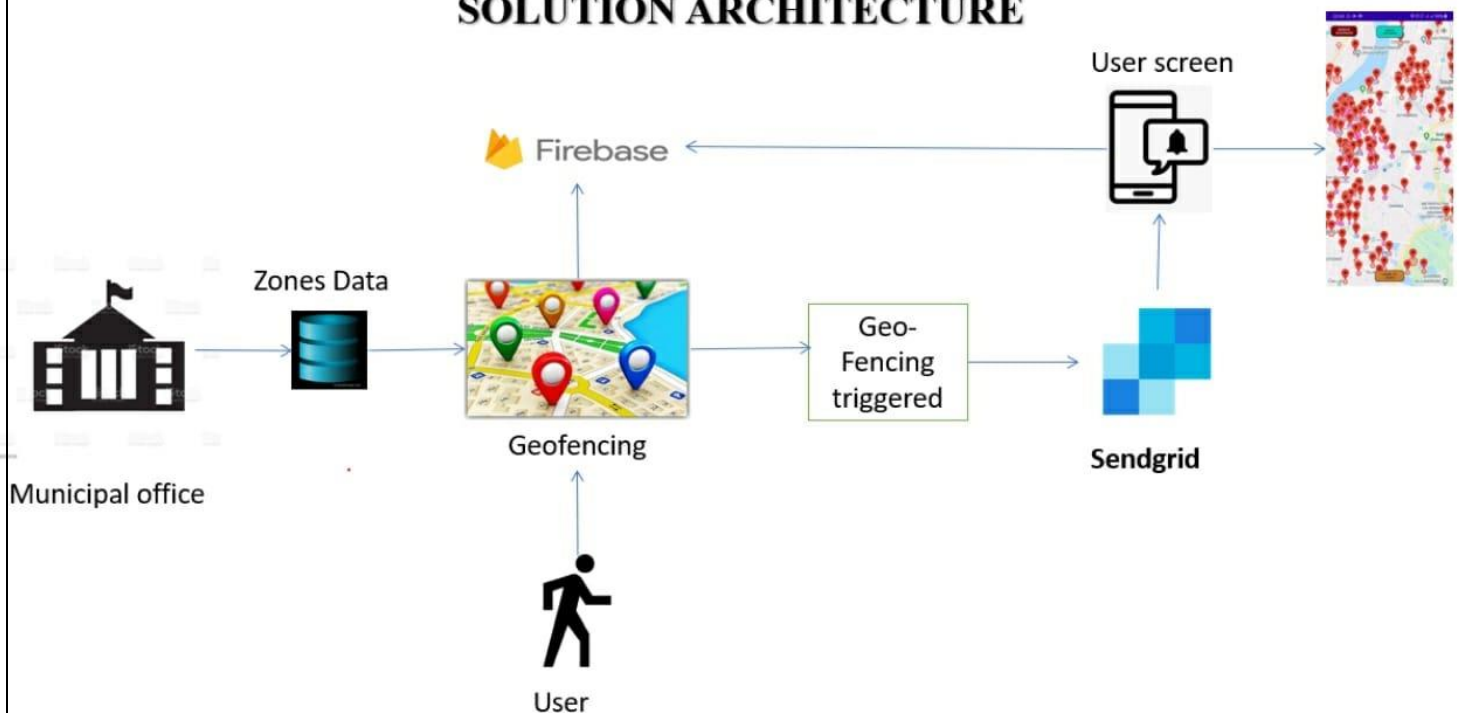 SOLUTION ARCHITECTURE
User screen
Firebase
Zones Data
Geo-
Fencing
triggered
Geofencing
Sendgrid
Municipal office
User